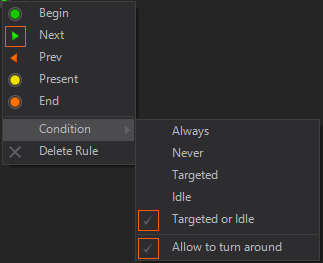 Begin
Next
Prev
Present
End
Condition
Delete Rule
Always
Never
Targeted
Idle
Targeted or Idle
Allow to turn around